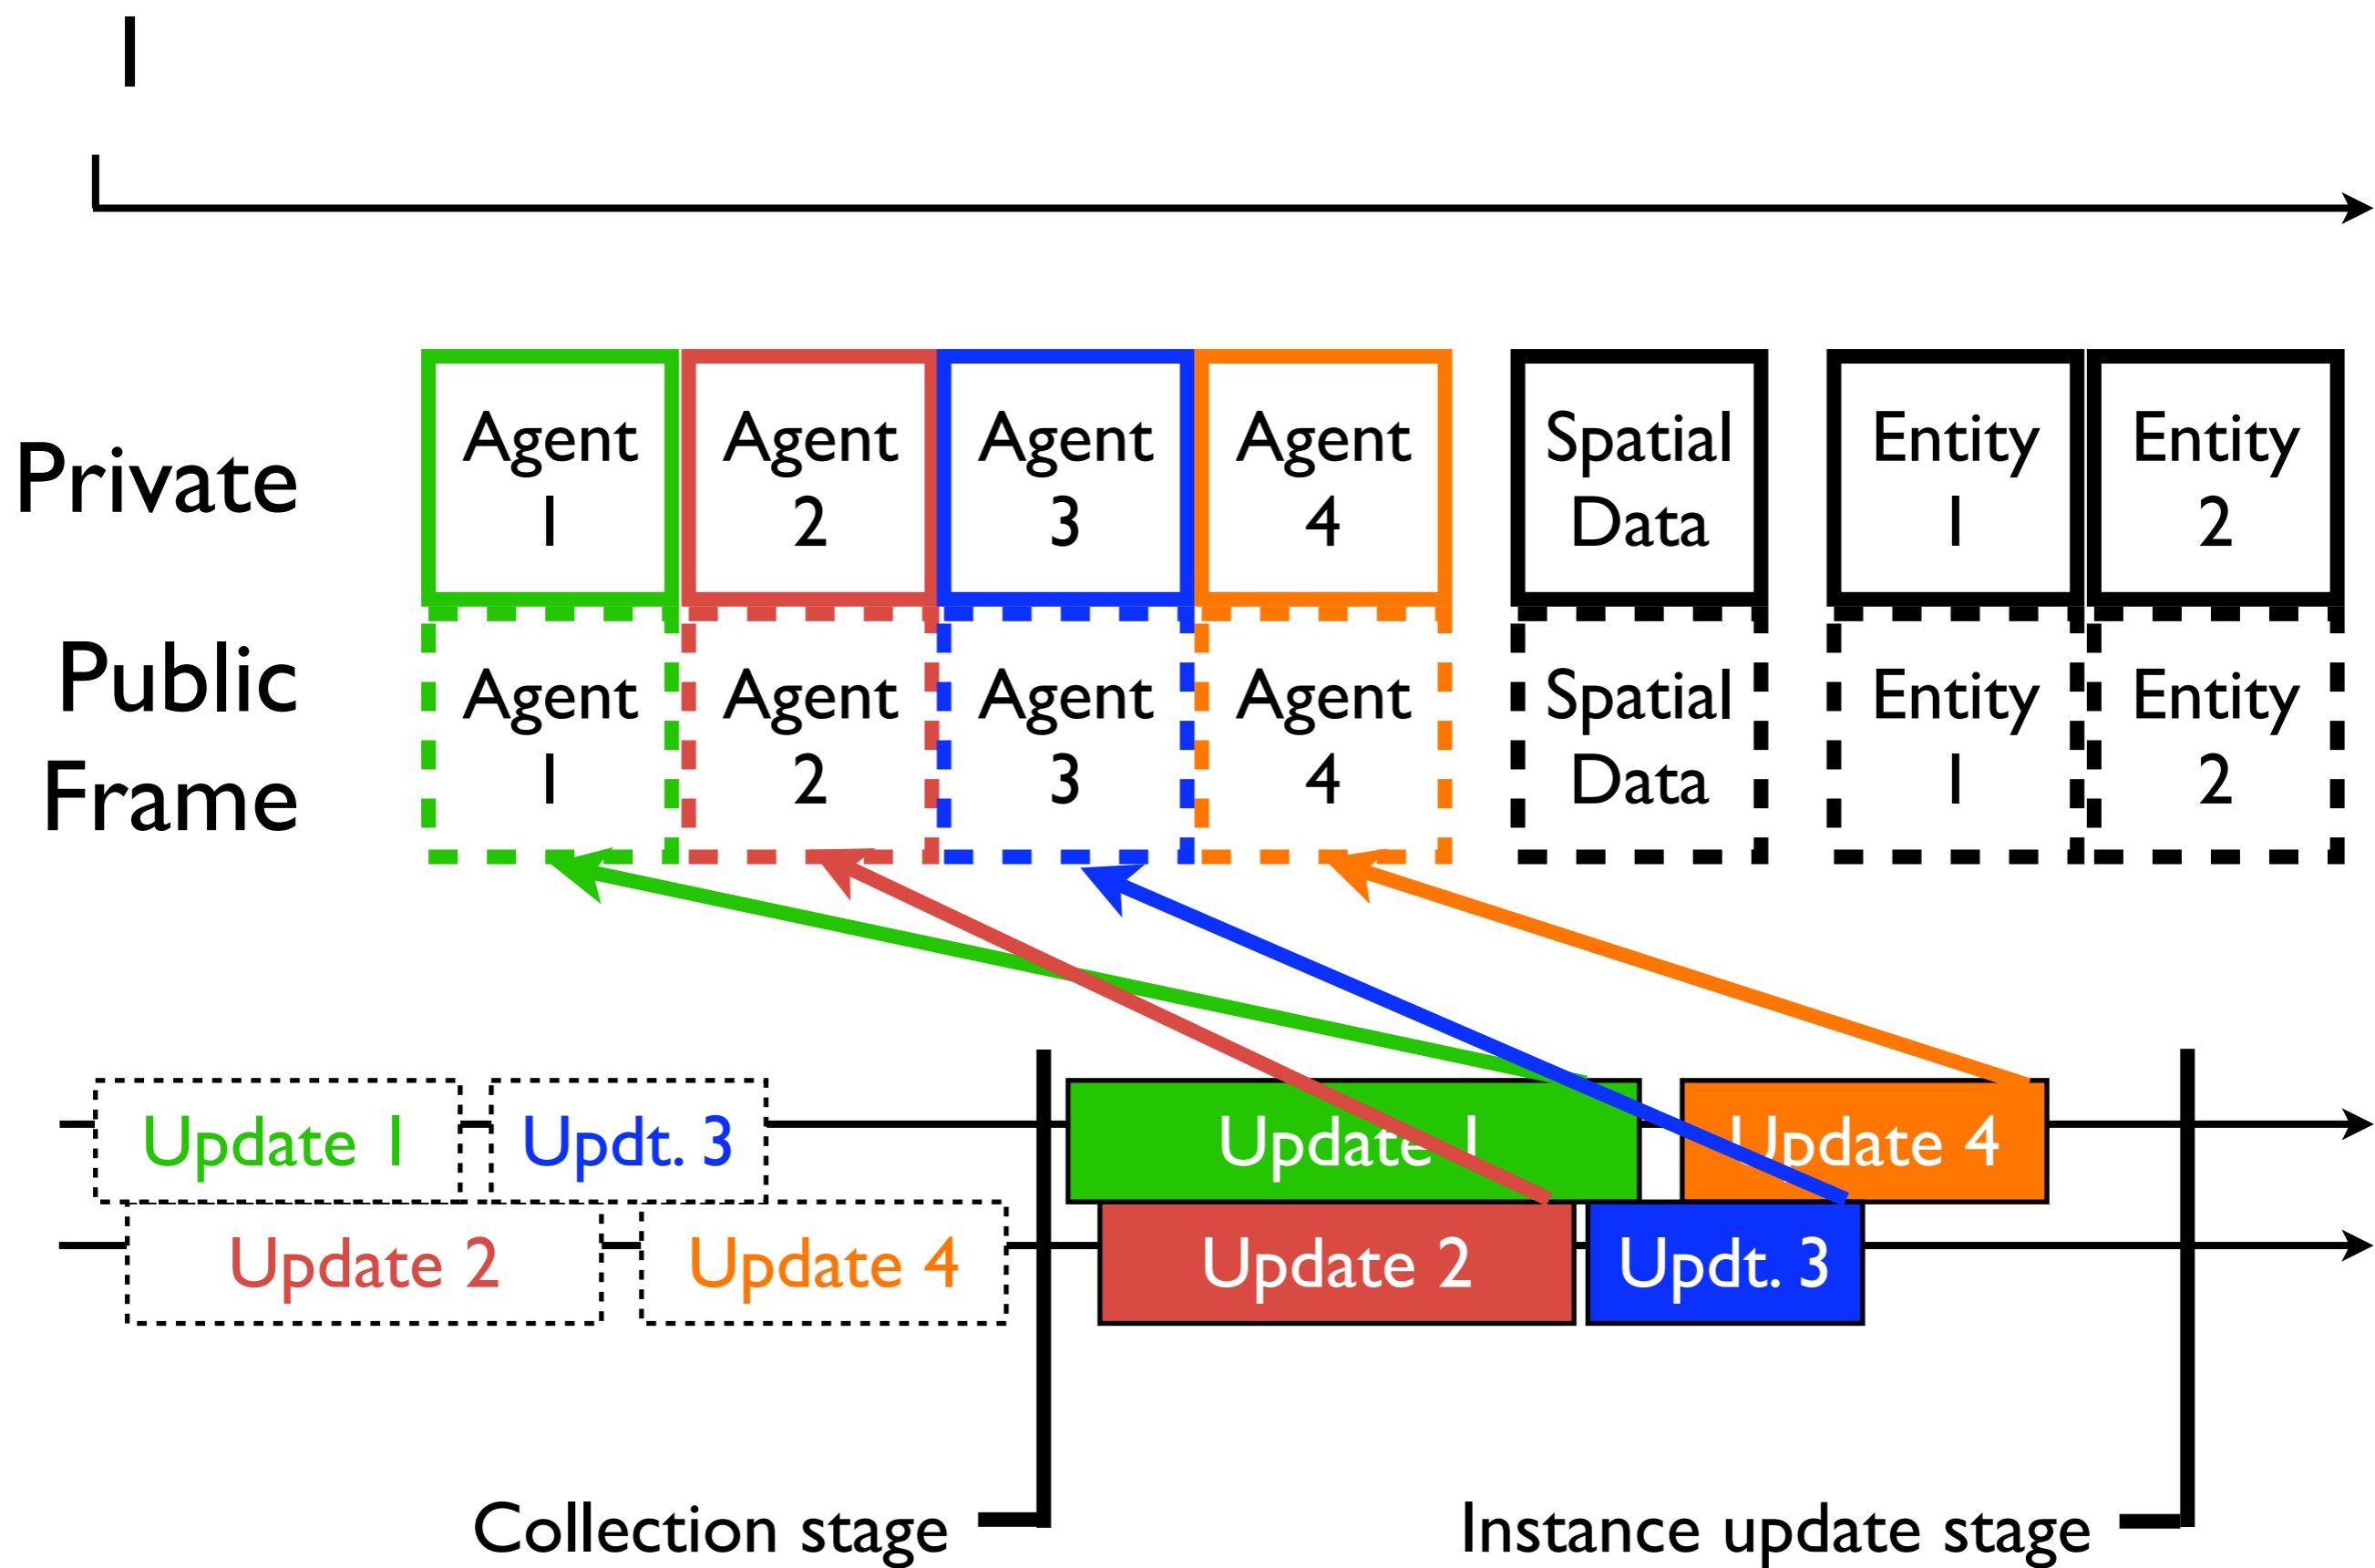 1
Private
Agent 1
Agent 2
Agent 3
Agent 4
Spatial Data
Entity 1
Entity 2
Public Frame
Agent 1
Agent 2
Agent 3
Agent 4
Spatial Data
Entity 1
Entity 2
Update 1
Updt. 3
Update 1
Update 4
Update 2
Update 4
Update 2
Updt. 3
Collection stage
Instance update stage